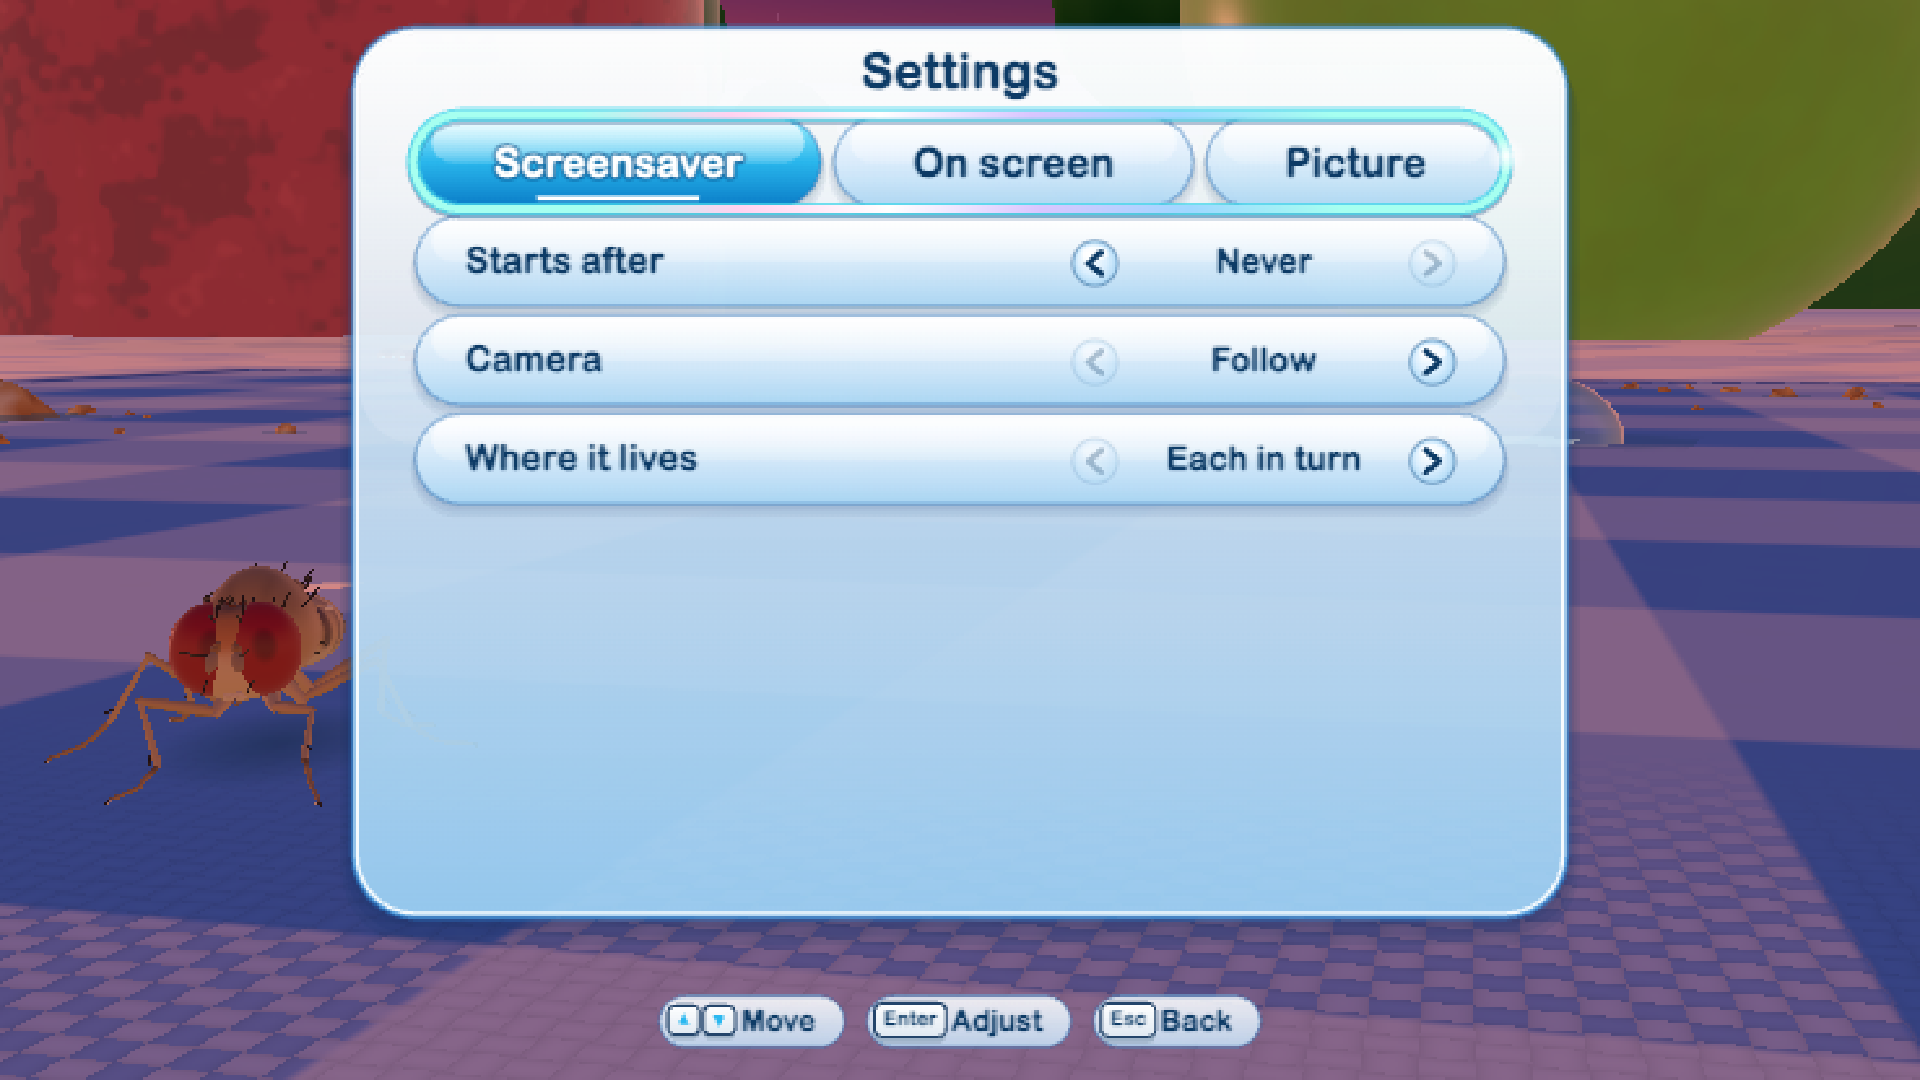 Settings
Screensaver On screen Picture
Starts after Never
Camera Follow
Where it lives Each in turn
Move Enter Adjust Esc Back